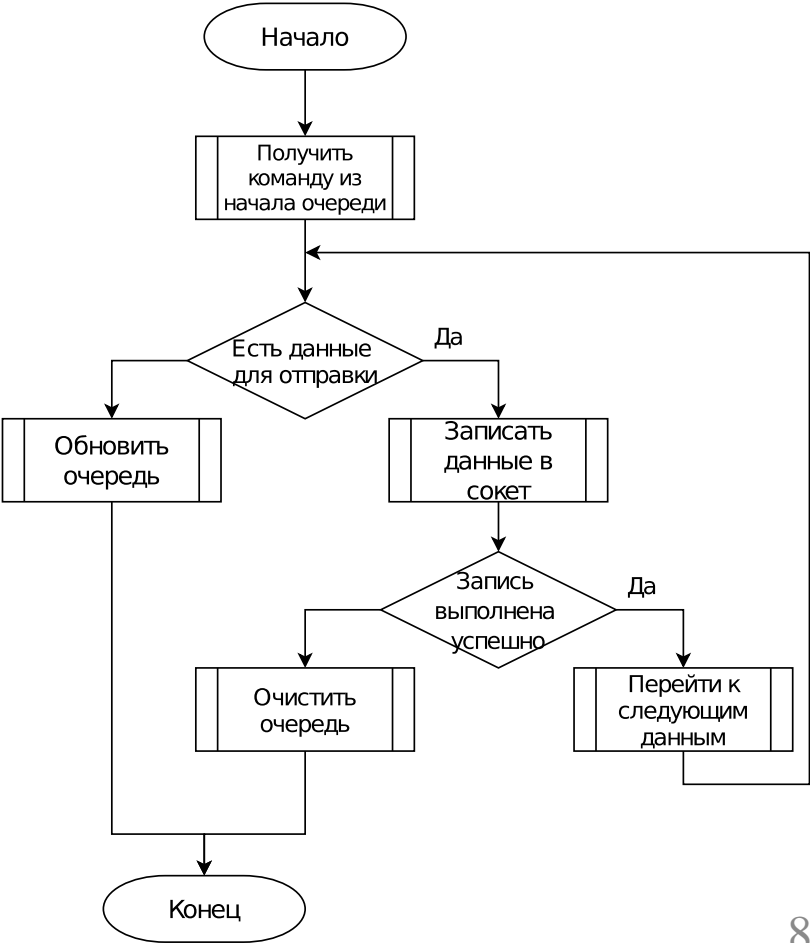 Начало
Получить
команду из
начала очереди
Есть данные
для отправки
Да
Обновить
очередь
Записать
данные в
сокет
Запись
выполнена
успешно
Да
Очистить
очередь
Перейти к
следующим
данным
Конец
8